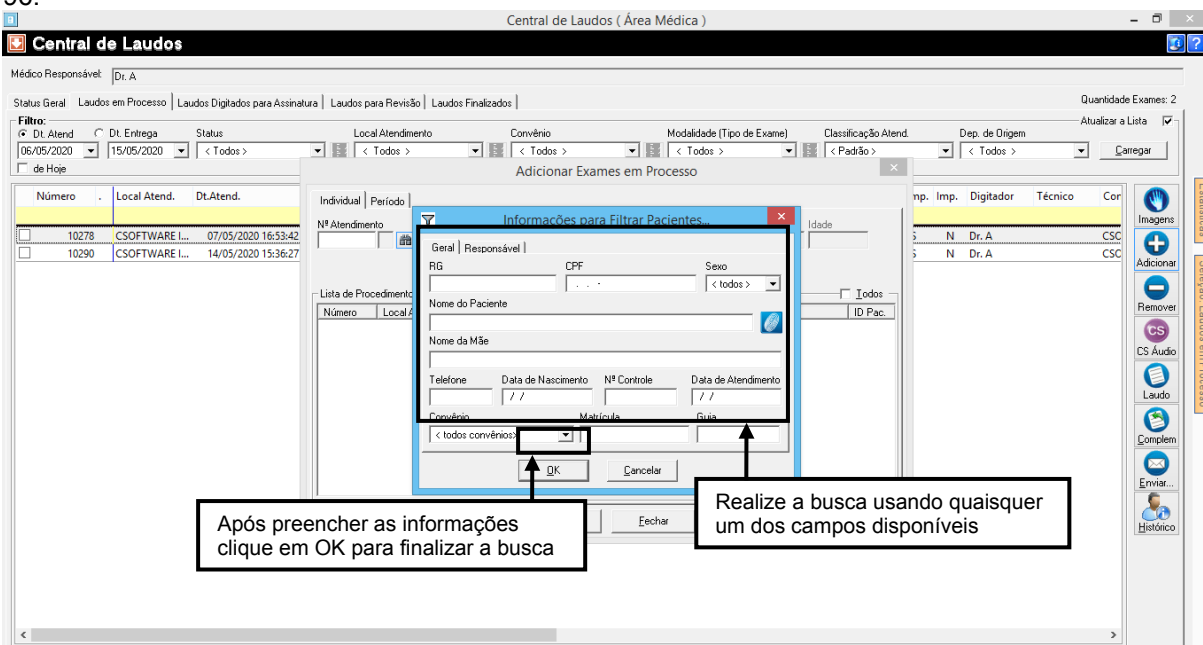 90.
Central de Laudos ( Área Médica )
Central de Laudos
Médico Responsável: Dr. A
Status Geral Laudos em Processo Laudos Digitados para Assinatura Laudos para Revisão Laudos Finalizados Quantidade Exames: 2
Filtro: Atualizar a Lista
Dt. Atend Dt. Entrega Status Local Atendimento Convênio Modalidade (Tipo de Exame) Classificação Atend. Dep. de Origem
06/05/2020 15/05/2020 < Todos > < Todos > < Todos > < Todos > < Padrão > < Todos > Carregar
de Hoje
Adicionar Exames em Processo
Número . Local Atend. Dt.Atend. Imp. Digitador Técnico
10278 CSOFTWARE I... 07/05/2020 16:53:42 N Dr. A CSC
10290 CSOFTWARE I... 14/05/2020 15:36:27 N Dr. A CSC
Individual Período
Nº Atendimento Idade
Lista de Procedimento Todos
Número Local A ID Pac.
Fechar
Informações para Filtrar Pacientes...
Geral Responsável
RG CPF Sexo
. . - < todos >
Nome do Paciente
Nome da Mãe
Telefone Data de Nascimento Nº Controle Data de Atendimento
/ / / /
Convênio Matrícula Guia
< todos convênios>
OK Cancelar
Imagens
Adicionar
Remover
CS
CS Áudio
Laudo
Complem
Enviar...
Histórico
Após preencher as informações
clique em OK para finalizar a busca
Realize a busca usando quaisquer
um dos campos disponíveis